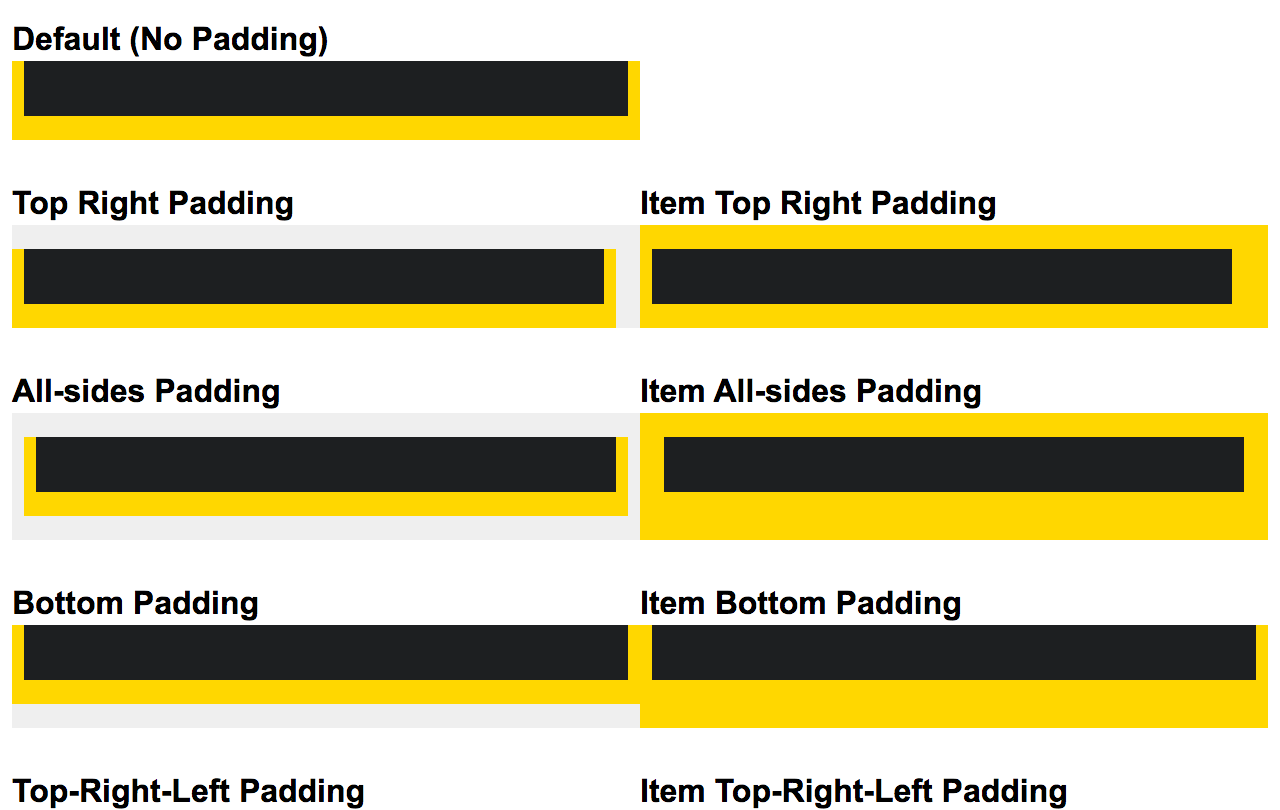 Default (No Padding)
Top Right Padding
Item Top Right Padding
All-sides Padding
Item All-sides Padding
Bottom Padding
Item Bottom Padding
Top-Right-Left Padding
Item Top-Right-Left Padding